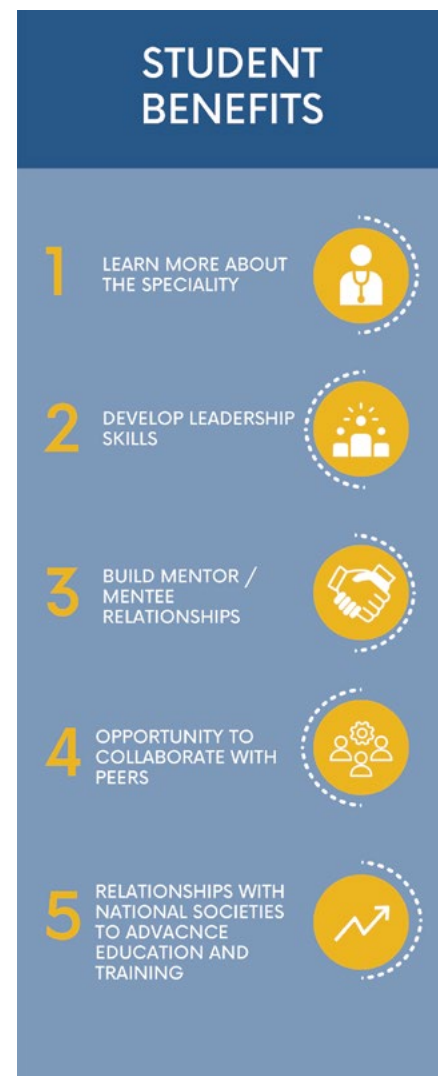 STUDENT
BENEFITS
1
LEARN MORE ABOUT
THE SPECIALITY
2
DEVELOP LEADERSHIP
SKILLS
3
BUILD MENTOR /
MENTEE
RELATIONSHIPS
4
OPPORTUNITY TO
COLLABORATE WITH
PEERS
5
RELATIONSHIPS WITH
NATIONAL SOCIETIES
TO ADVACNCE
EDUCATION AND
TRAINING